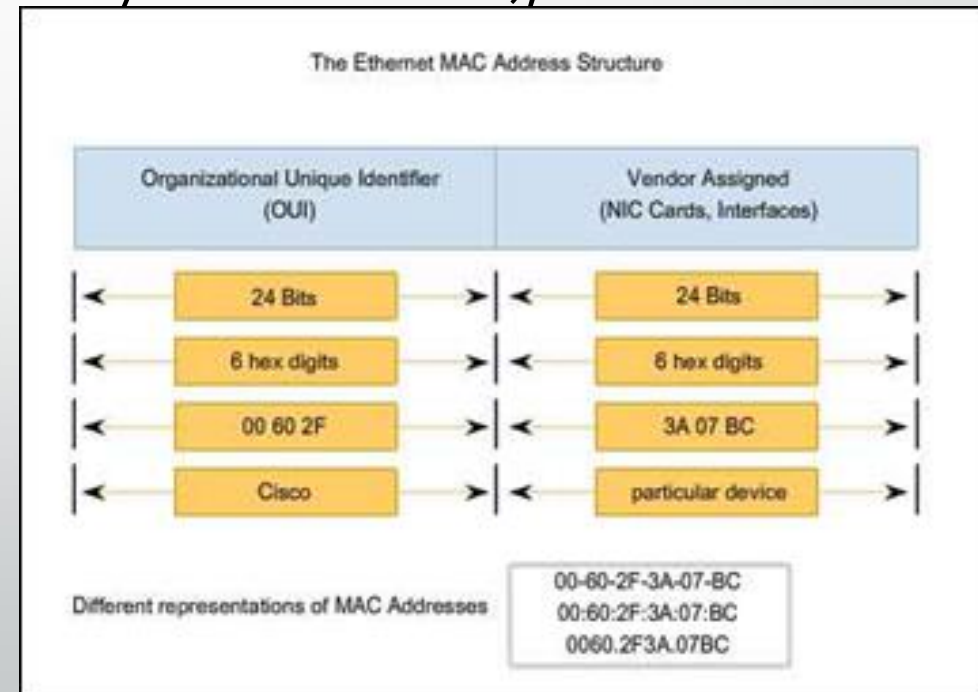 The Ethernet MAC Address Structure
Organizational Unique Identifier
(OUI)
Vendor Assigned
(NIC Cards, Interfaces)
24 Bits
24 Bits
6 hex digits
6 hex digits
00 60 2F
3A 07 BC
Cisco
particular device
Different representations of MAC Addresses
00-60-2F-3A-07-BC
00:60:2F:3A:07:BC
0060.2F3A.07BC